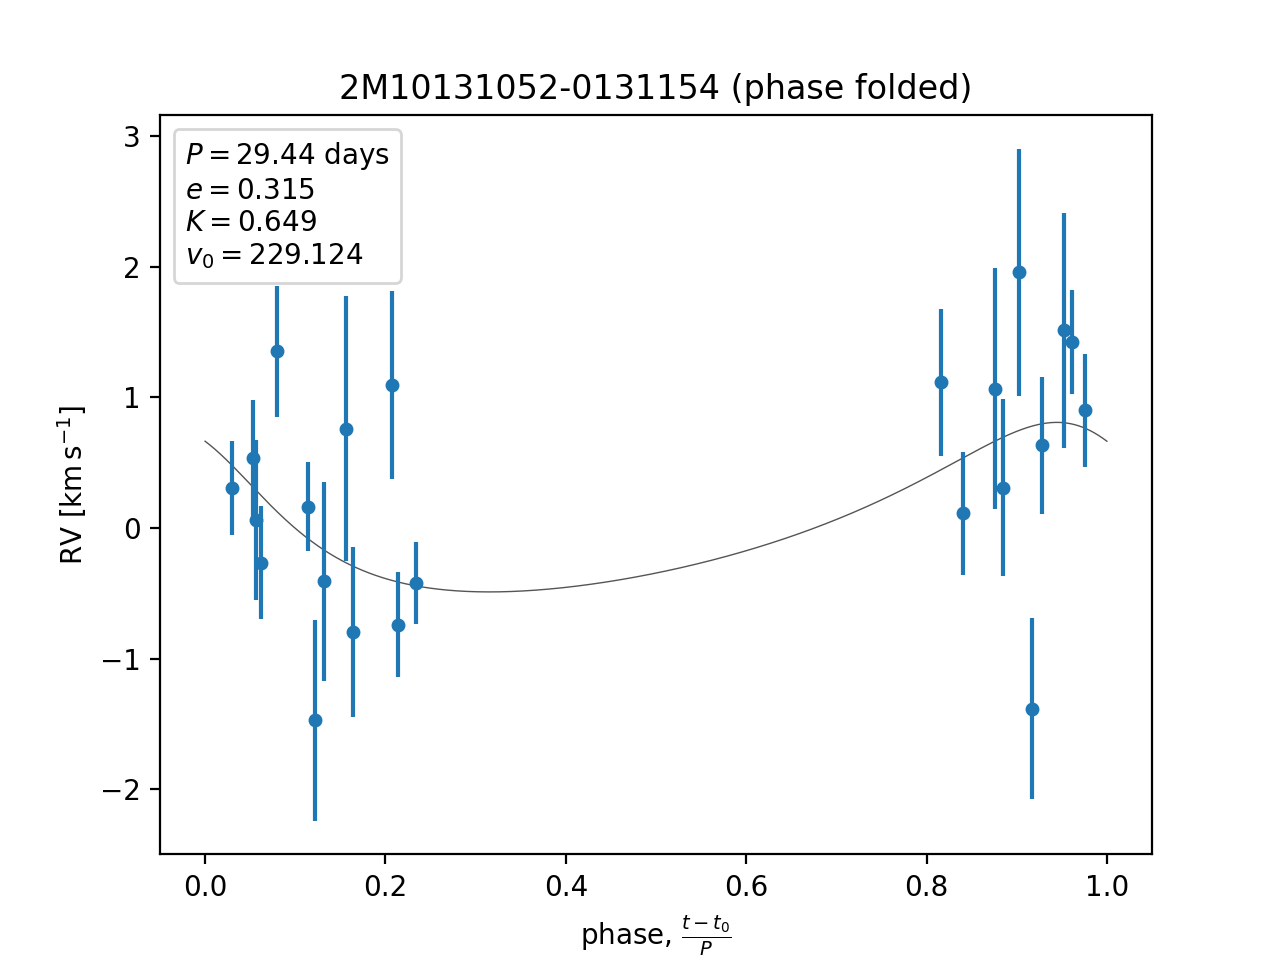 2M10131052-0131154 (phase folded)
P = 29.44 days
e = 0.315
K = 0.649
v₀ = 229.124
3
2
1
0
−1
−2
RV [km s⁻¹]
0.0 0.2 0.4 0.6 0.8 1.0
phase, (t − t₀)/P